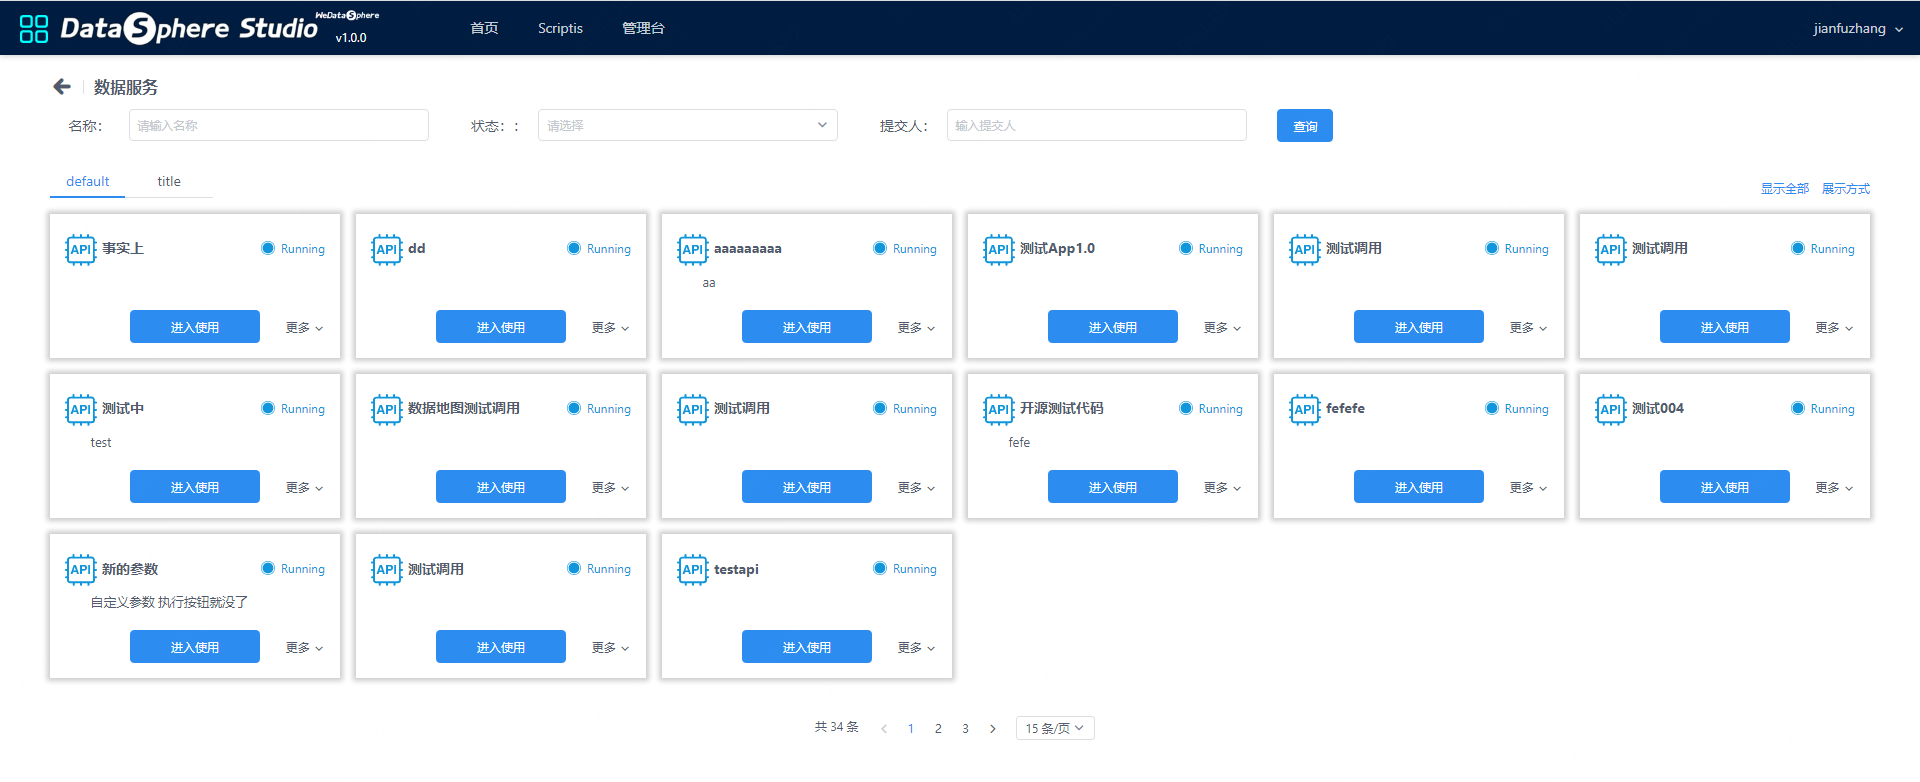 DataSphere Studio WeDataSphere v1.0.0 首页 Scriptis 管理台 jianfuzhang
数据服务
名称： 请输入名称 状态：： 请选择 提交人： 输入提交人 查询
default title 显示全部 展示方式
API 事实上 Running API dd Running API aaaaaaaaa Running API 测试App1.0 Running API 测试调用 Running API 测试调用 Running
aa
进入使用 更多 进入使用 更多 进入使用 更多 进入使用 更多 进入使用 更多 进入使用 更多
API 测试中 Running API 数据地图测试调用 Running API 测试调用 Running API 开源测试代码 Running API fefefe Running API 测试004 Running
test fefe
进入使用 更多 进入使用 更多 进入使用 更多 进入使用 更多 进入使用 更多 进入使用 更多
API 新的参数 Running API 测试调用 Running API testapi Running
自定义参数 执行按钮就没了
进入使用 更多 进入使用 更多 进入使用 更多
共 34 条 1 2 3 15 条/页